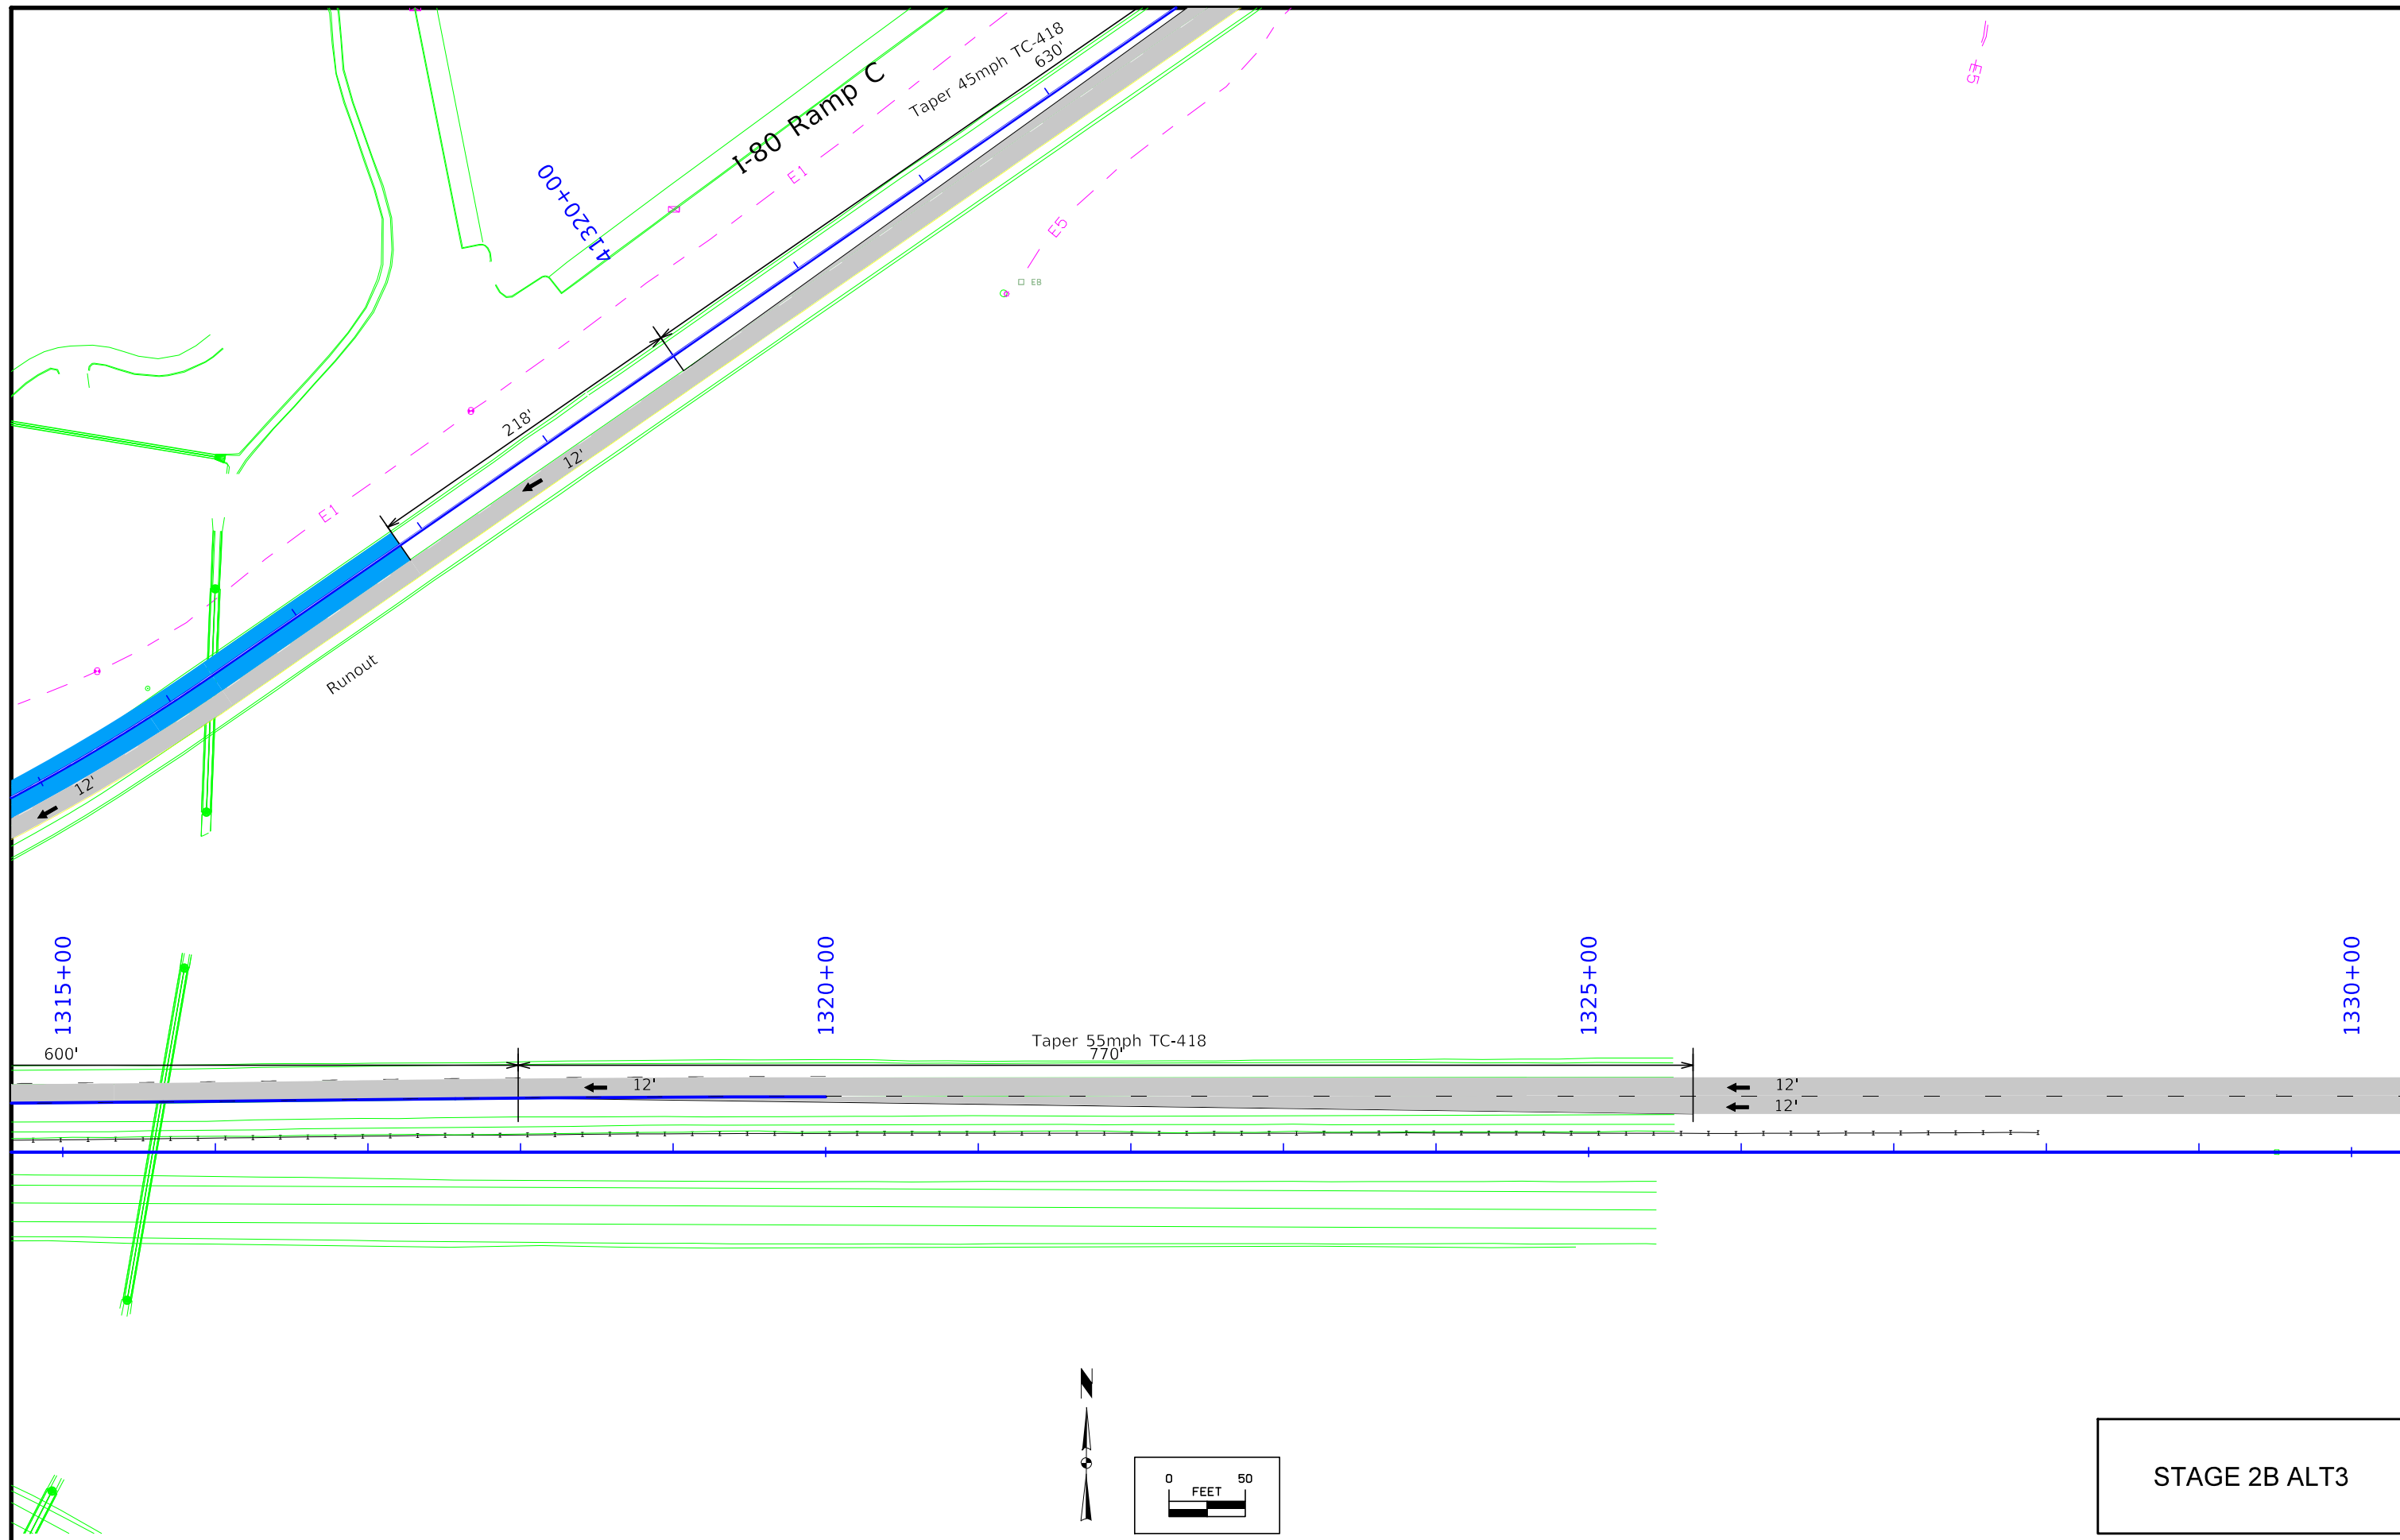 Taper 45mph TC-418
630'
E5
I-80 Ramp C
E1
41320+00
E5
E8
218'
12'
E1
Runout
12'
1315+00
1320+00
1325+00
1330+00
Taper 55mph TC-418
600'
770'
12'
12'
12'
N
0 50
FEET
STAGE 2B ALT3